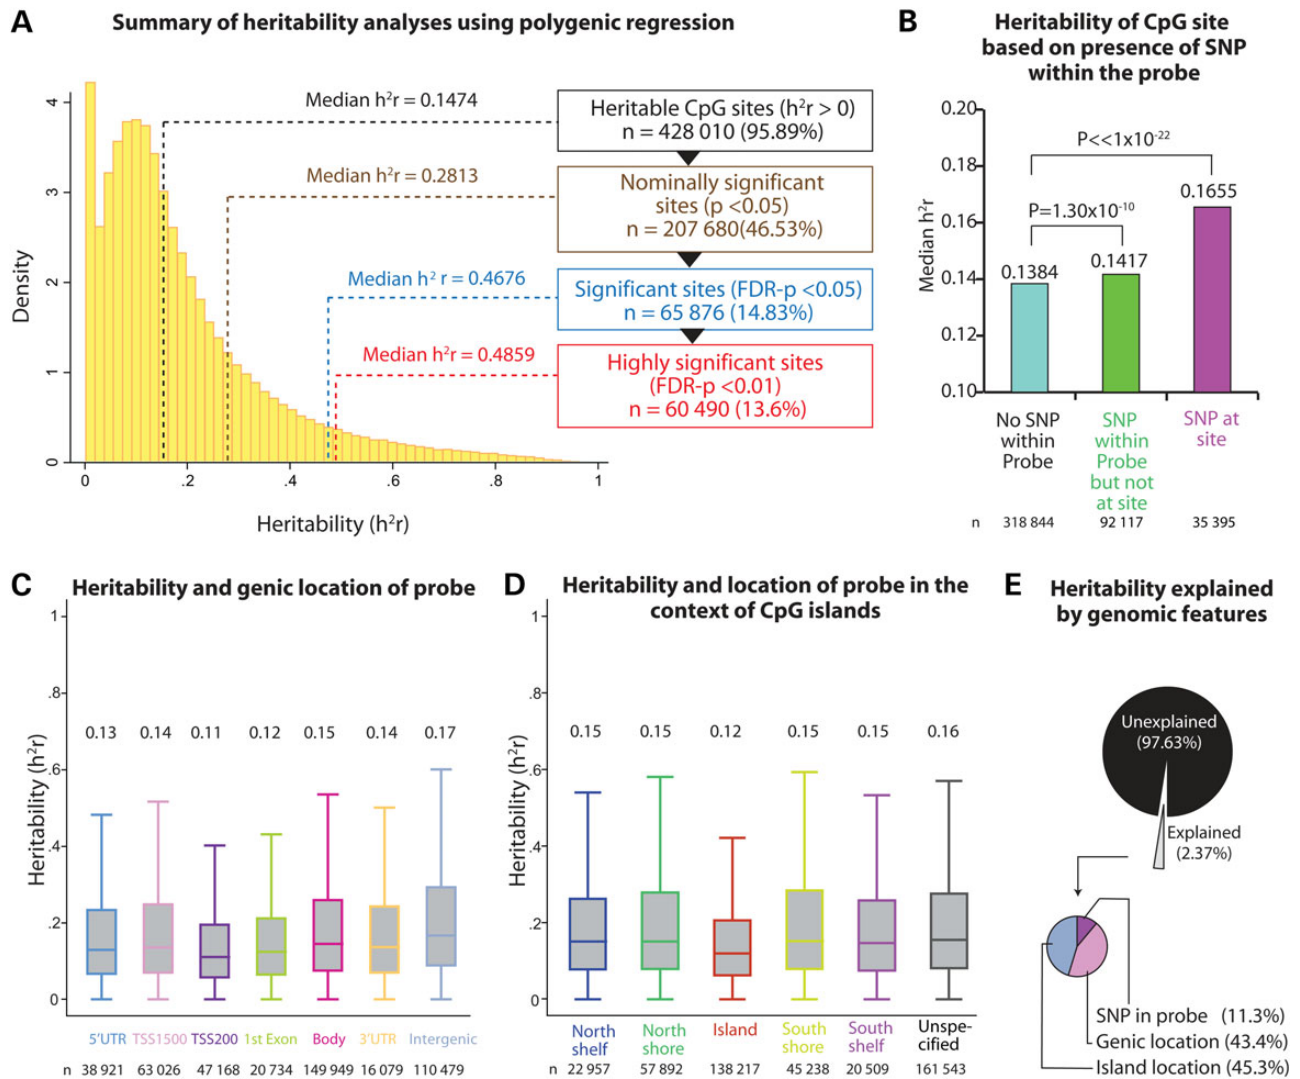 A
Summary of heritability analyses using polygenic regression
Median h²r = 0.1474
Median h²r = 0.2813
Median h² r = 0.4676
Median h²r = 0.4859
Heritable CpG sites (h²r > 0)
n = 428 010 (95.89%)
Nominally significant
sites (p <0.05)
n = 207 680(46.53%)
Significant sites (FDR-p <0.05)
n = 65 876 (14.83%)
Highly significant sites
(FDR-p <0.01)
n = 60 490 (13.6%)
Density
4
3
2
1
0
0 .2 .4 .6 .8 1
Heritability (h²r)
B
Heritability of CpG site
based on presence of SNP
within the probe
Median h²r
0.20
0.18
0.16
0.14
0.12
0.10
P<<1x10⁻²²
P=1.30x10⁻¹⁰
0.1384
0.1417
0.1655
No SNP
within
Probe
SNP
within
Probe
but not
at site
SNP at
site
n 318 844 92 117 35 395
C
Heritability and genic location of probe
Heritability (h²r)
1
.8
.6
.4
.2
0
0.13 0.14 0.11 0.12 0.15 0.14 0.17
5'UTR TSS1500 TSS200 1st Exon Body 3'UTR Intergenic
n 38 921 63 026 47 168 20 734 149 949 16 079 110 479
D
Heritability and location of probe in the
context of CpG islands
Heritability (h²r)
1
.8
.6
.4
.2
0
0.15 0.15 0.12 0.15 0.15 0.16
North
shelf
North
shore
Island
South
shore
South
shelf
Unspe-
cified
n 22 957 57 892 138 217 45 238 20 509 161 543
E
Heritability explained
by genomic features
Unexplained
(97.63%)
Explained
(2.37%)
SNP in probe (11.3%)
Genic location (43.4%)
Island location (45.3%)